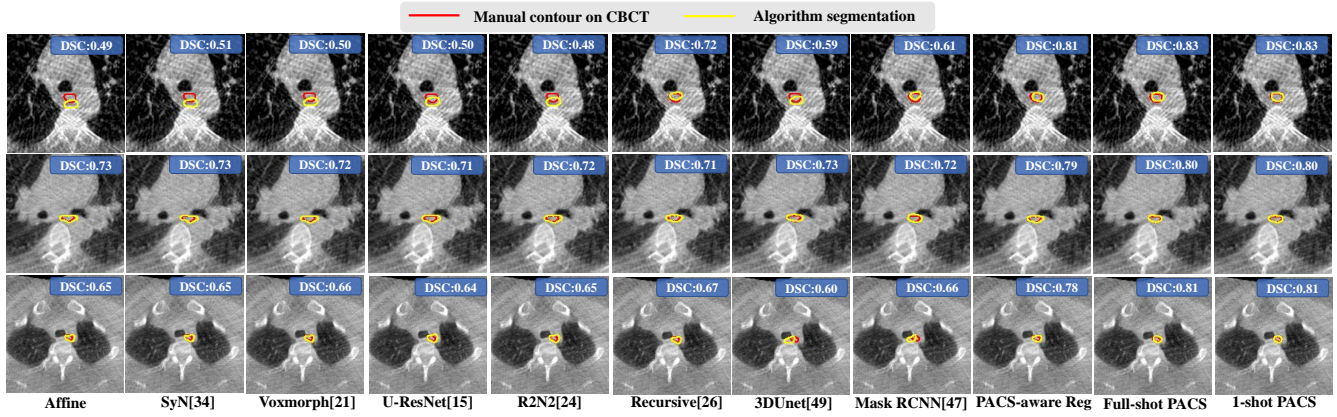 Manual contour on CBCT Algorithm segmentation
DSC:0.49 DSC:0.51 DSC:0.50 DSC:0.50 DSC:0.48 DSC:0.72 DSC:0.59 DSC:0.61 DSC:0.81 DSC:0.83 DSC:0.83
DSC:0.73 DSC:0.73 DSC:0.72 DSC:0.71 DSC:0.72 DSC:0.71 DSC:0.73 DSC:0.72 DSC:0.79 DSC:0.80 DSC:0.80
DSC:0.65 DSC:0.65 DSC:0.66 DSC:0.64 DSC:0.65 DSC:0.67 DSC:0.60 DSC:0.66 DSC:0.78 DSC:0.81 DSC:0.81
Affine SyN[34] Voxmorph[21] U-ResNet[15] R2N2[24] Recursive[26] 3DUnet[49] Mask RCNN[47] PACS-aware Reg Full-shot PACS 1-shot PACS